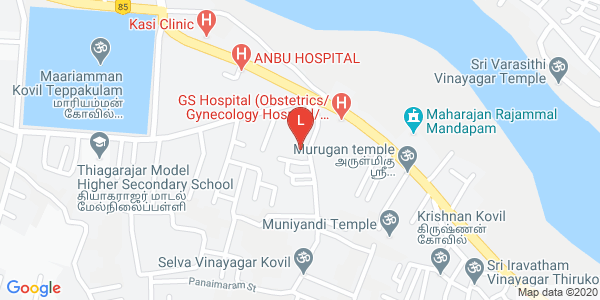 85
Kasi Clinic
ANBU HOSPITAL
Maariamman
Kovil Teppakulam
மாரியம்மன்
கோவில்...
Sri Varasithi
Vinayagar Temple
GS Hospital (Obstetrics/
Gynecology Hospital/...
L
Maharajan Rajammal
Mandapam
Murugan temple
அருள்மிகு
ஸ்ரீ...
Thiagarajar Model
Higher Secondary School
தியாகராஜர் மாடல்
மேல்நிலைப்பள்ளி
Muniyandi Temple
Krishnan Kovil
கிருஷ்ணன்
கோவில்
Selva Vinayagar Kovil
Panaimaram St
Sri Iravatham
Vinayagar Thiruko
Google
Map data ©2020